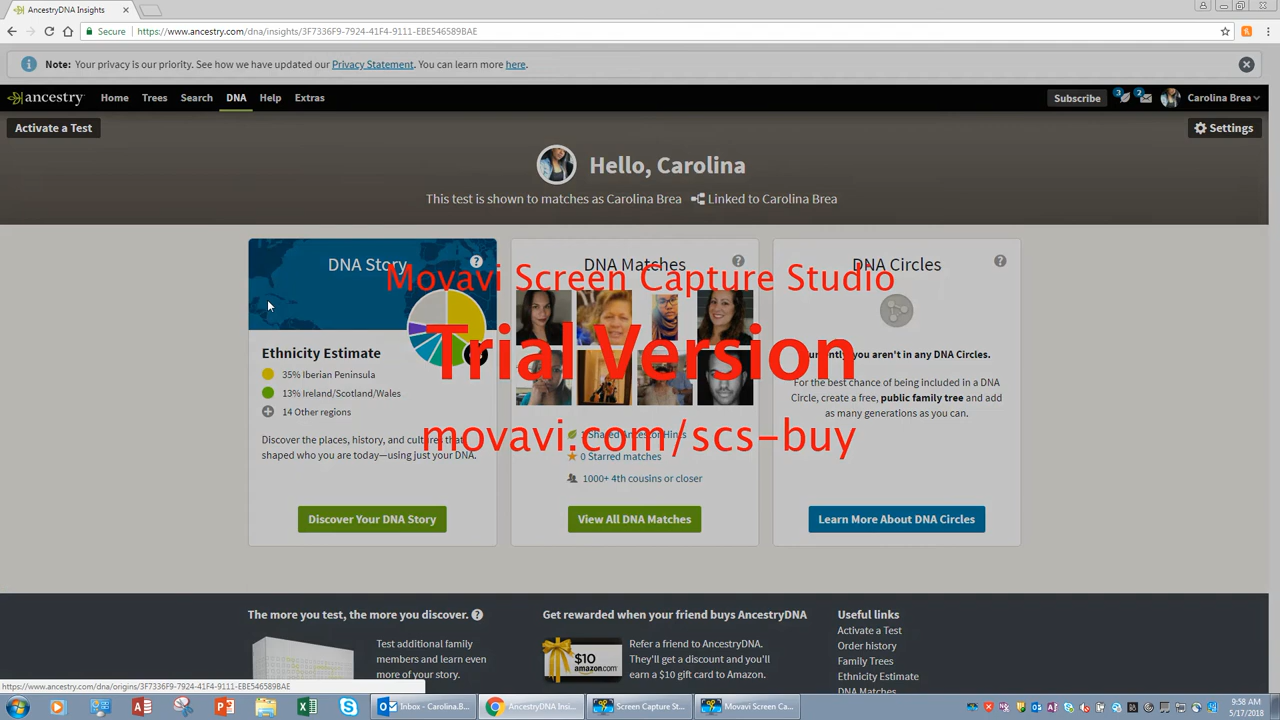 AncestryDNA Insights
Secure https://www.ancestry.com/dna/insights/3F7336F9-7924-41F4-9111-EBE546589BAE
Note: Your privacy is our priority. See how we have updated our Privacy Statement. You can learn more here.
ancestry Home Trees Search DNA Help Extras Subscribe 3 2 Carolina Brea
Activate a Test
Settings
Hello, Carolina
This test is shown to matches as Carolina Brea Linked to Carolina Brea
DNA Story ?
Ethnicity Estimate
35% Iberian Peninsula
13% Ireland/Scotland/Wales
14 Other regions
Discover the places, history, and cultures that
shaped who you are today—using just your DNA.
Discover Your DNA Story
DNA Matches ?
Shared Ancestor Hints
0 Starred matches
1000+ 4th cousins or closer
View All DNA Matches
DNA Circles ?
Currently, you aren't in any DNA Circles.
For the best chance of being included in a DNA
Circle, create a free, public family tree and add
as many generations as you can.
Learn More About DNA Circles
Movavi Screen Capture Studio
Trial Version
movavi.com/scs-buy
The more you test, the more you discover. ?
Test additional family
members and learn even
more of your story.
Get rewarded when your friend buys AncestryDNA
$10
amazon.com
Refer a friend to AncestryDNA.
They'll get a discount and you'll
earn a $10 gift card to Amazon.
Useful links
Activate a Test
Order history
Family Trees
Ethnicity Estimate
DNA Matches
https://www.ancestry.com/dna/origins/3F7336F9-7924-41F4-9111-EBE546589BAE
Inbox - Carolina.B...
AncestryDNA Insi...
Screen Capture St...
Movavi Screen Ca...
9:58 AM
5/17/2018